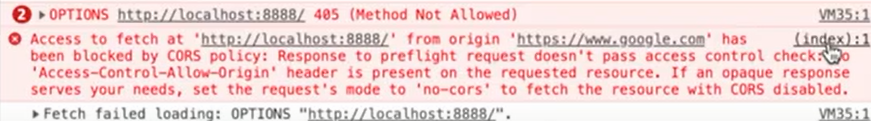 2 ▶ OPTIONS http://localhost:8888/ 405 (Method Not Allowed) VM35:1
Access to fetch at 'http://localhost:8888/' from origin 'https://www.google.com' has (index):1
been blocked by CORS policy: Response to preflight request doesn't pass access control check:
'Access-Control-Allow-Origin' header is present on the requested resource. If an opaque response
serves your needs, set the request's mode to 'no-cors' to fetch the resource with CORS disabled.
▶ Fetch failed loading: OPTIONS "http://localhost:8888/". VM35:1